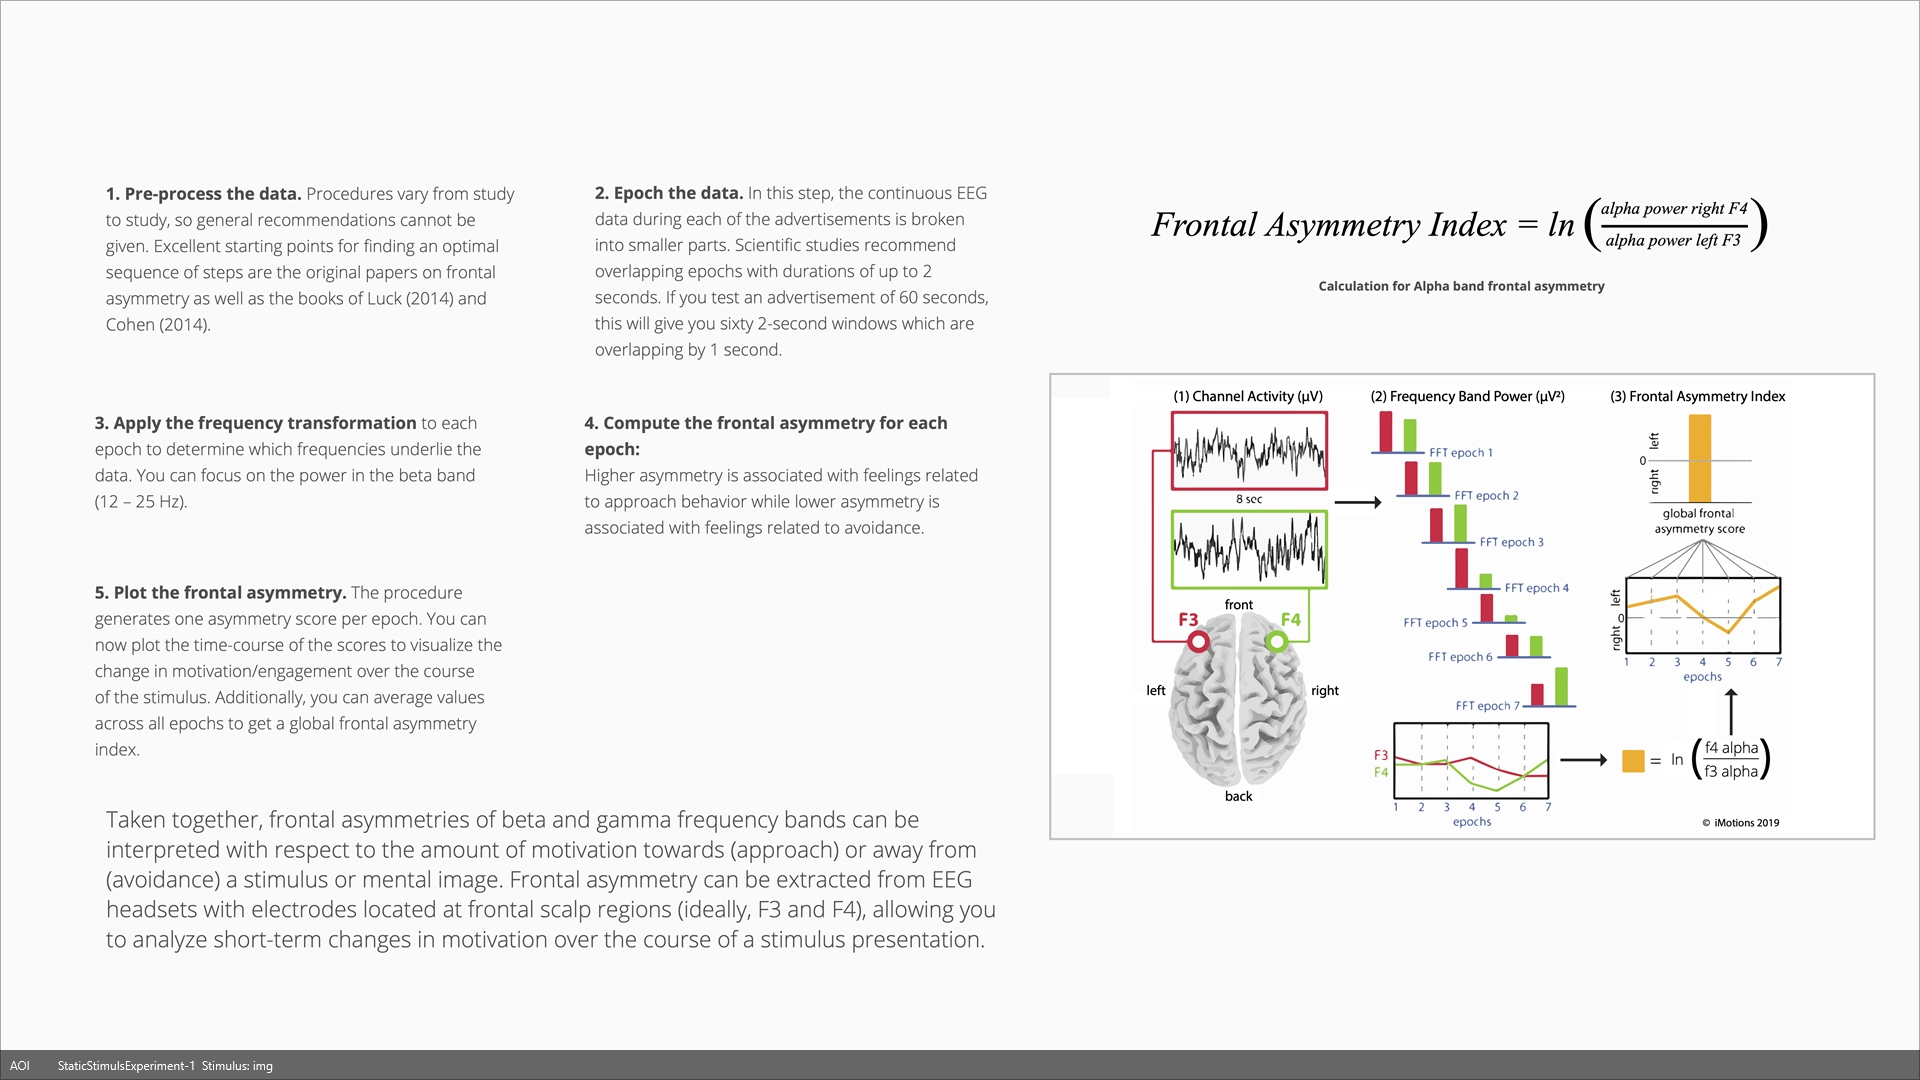 1. Pre-process the data. Procedures vary from study
to study, so general recommendations cannot be
given. Excellent starting points for finding an optimal
sequence of steps are the original papers on frontal
asymmetry as well as the books of Luck (2014) and
Cohen (2014).
2. Epoch the data. In this step, the continuous EEG
data during each of the advertisements is broken
into smaller parts. Scientific studies recommend
overlapping epochs with durations of up to 2
seconds. If you test an advertisement of 60 seconds,
this will give you sixty 2-second windows which are
overlapping by 1 second.
3. Apply the frequency transformation to each
epoch to determine which frequencies underlie the
data. You can focus on the power in the beta band
(12 – 25 Hz).
4. Compute the frontal asymmetry for each
epoch:
Higher asymmetry is associated with feelings related
to approach behavior while lower asymmetry is
associated with feelings related to avoidance.
5. Plot the frontal asymmetry. The procedure
generates one asymmetry score per epoch. You can
now plot the time-course of the scores to visualize the
change in motivation/engagement over the course
of the stimulus. Additionally, you can average values
across all epochs to get a global frontal asymmetry
index.
Taken together, frontal asymmetries of beta and gamma frequency bands can be
interpreted with respect to the amount of motivation towards (approach) or away from
(avoidance) a stimulus or mental image. Frontal asymmetry can be extracted from EEG
headsets with electrodes located at frontal scalp regions (ideally, F3 and F4), allowing you
to analyze short-term changes in motivation over the course of a stimulus presentation.
Frontal Asymmetry Index = ln (alpha power right F4 / alpha power left F3)
Calculation for Alpha band frontal asymmetry
(1) Channel Activity (µV)
8 sec
front
F3
F4
left
right
back
(2) Frequency Band Power (µV²)
FFT epoch 1
FFT epoch 2
FFT epoch 3
FFT epoch 4
FFT epoch 5
FFT epoch 6
FFT epoch 7
F3
F4
1 2 3 4 5 6 7
epochs
(3) Frontal Asymmetry Index
left
0
right
global frontal
asymmetry score
left
0
right
1 2 3 4 5 6 7
epochs
= ln (f4 alpha / f3 alpha)
© iMotions 2019
AOI StaticStimulsExperiment-1 Stimulus: img